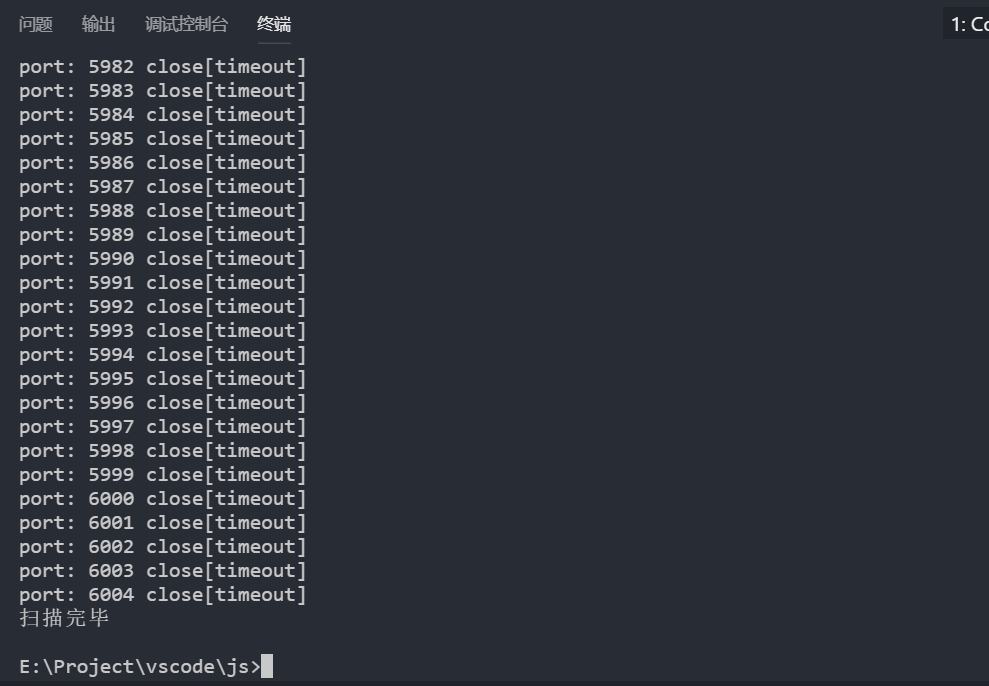 问题 输出 调试控制台 终端 1: Co
port: 5982 close[timeout]
port: 5983 close[timeout]
port: 5984 close[timeout]
port: 5985 close[timeout]
port: 5986 close[timeout]
port: 5987 close[timeout]
port: 5988 close[timeout]
port: 5989 close[timeout]
port: 5990 close[timeout]
port: 5991 close[timeout]
port: 5992 close[timeout]
port: 5993 close[timeout]
port: 5994 close[timeout]
port: 5995 close[timeout]
port: 5996 close[timeout]
port: 5997 close[timeout]
port: 5998 close[timeout]
port: 5999 close[timeout]
port: 6000 close[timeout]
port: 6001 close[timeout]
port: 6002 close[timeout]
port: 6003 close[timeout]
port: 6004 close[timeout]
扫描完毕
E:\Project\vscode\js>